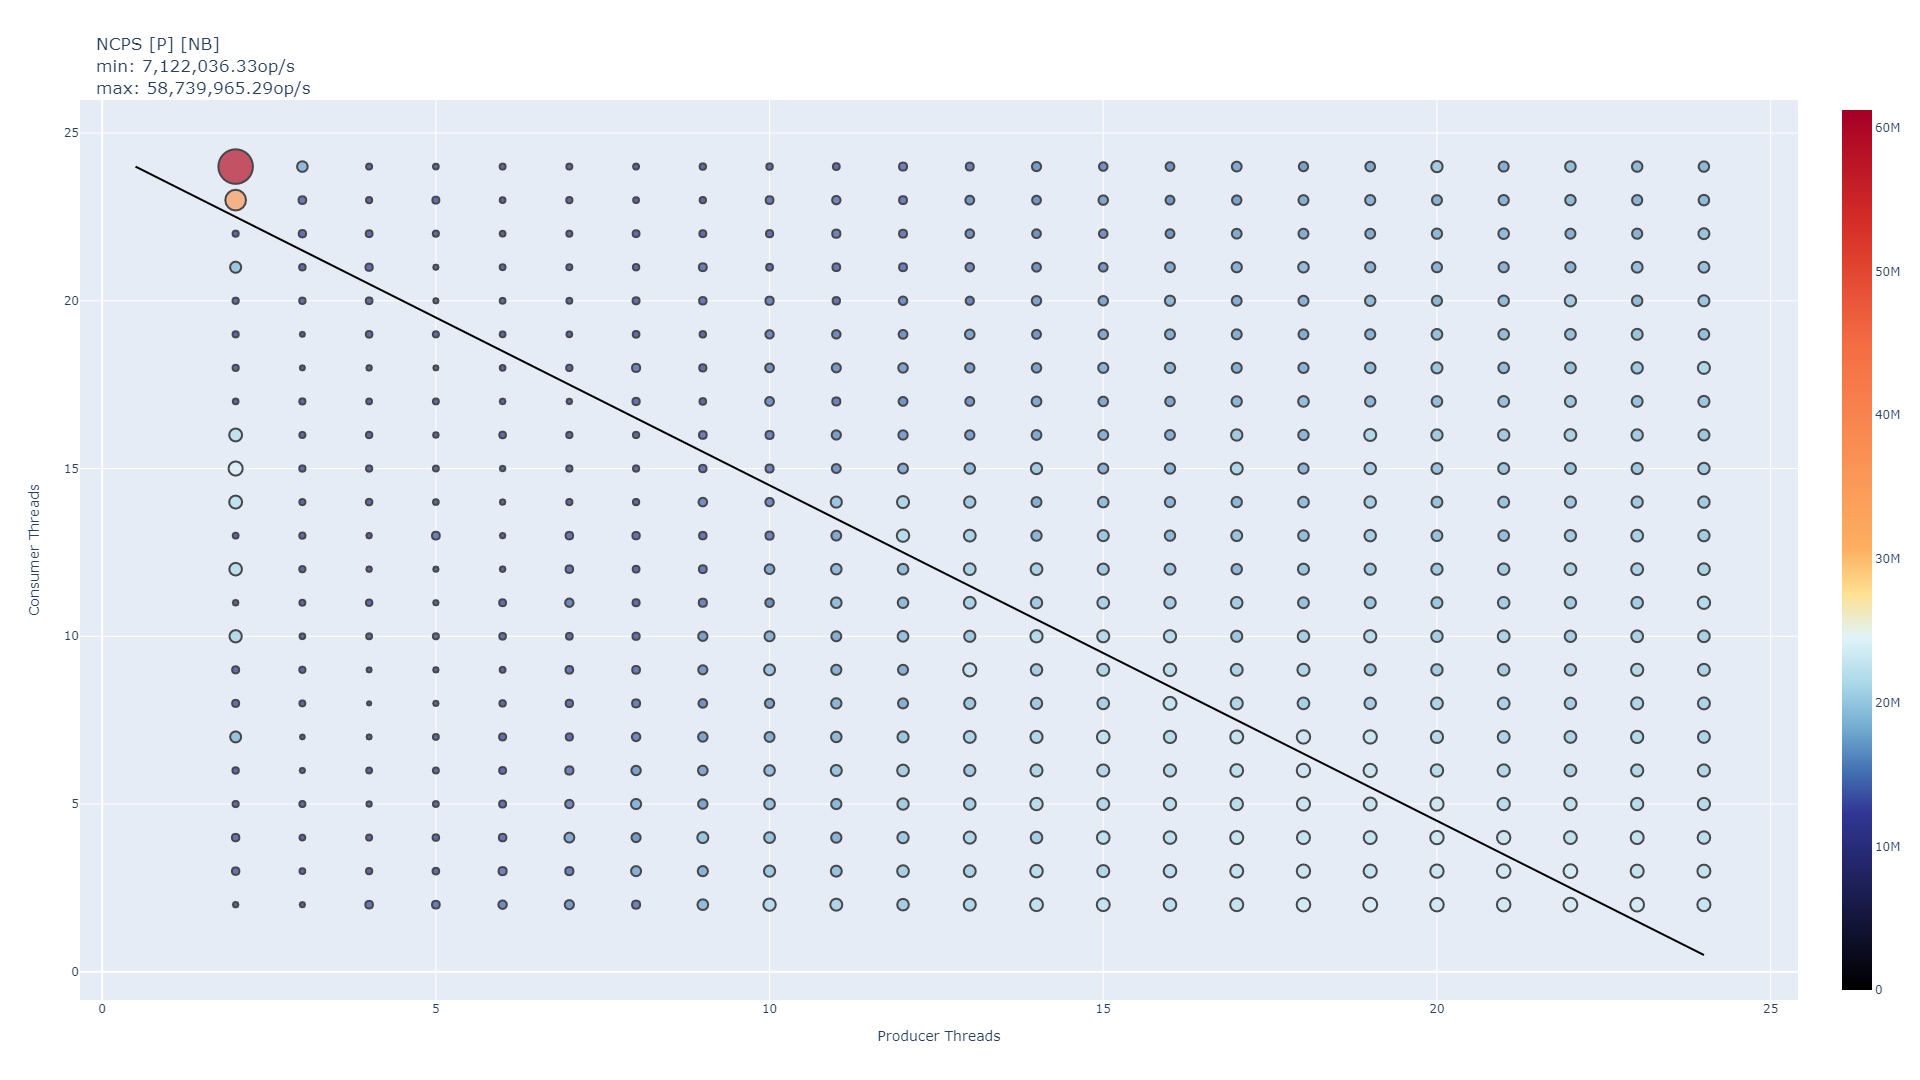 NCPS [P] [NB]
min: 7,122,036.33op/s
max: 58,739,965.29op/s
25
20
15
10
5
0
Consumer Threads
0 5 10 15 20 25
Producer Threads
60M
50M
40M
30M
20M
10M
0